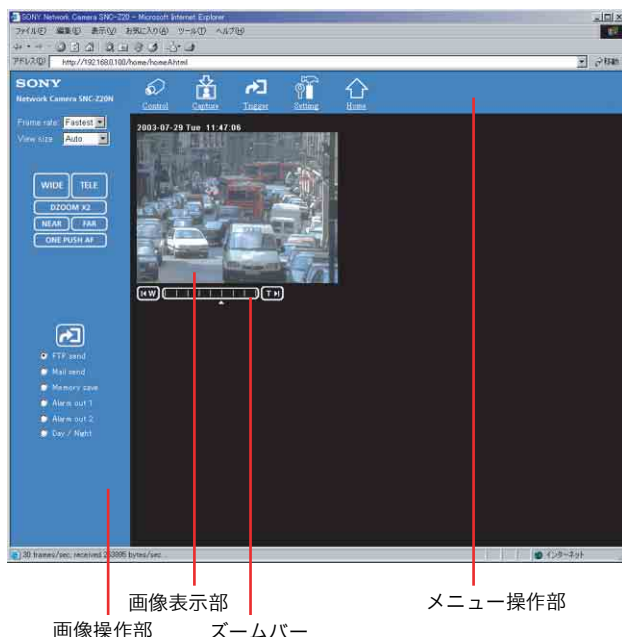 SONY Network Camera SNC-Z20 - Microsoft Internet Explorer
ファイル(F) 編集(E) 表示(V) お気に入り(A) ツール(T) ヘルプ(H)
アドレス(D) http://192.168.0.100/home/homeA.html 移動
SONY
Network Camera SNC-Z20N
Control Capture Trigger Setting Home
Frame rate: Fastest
View size: Auto
2003-07-29 Tue 11:47:06
WIDE TELE
DZOOM X2
NEAR FAR
ONE PUSH AF
W T
FTP send
Mail send
Memory save
Alarm out 1
Alarm out 2
Day / Night
30 frames/sec, received bytes/sec
インターネット
画像表示部
メニュー操作部
画像操作部
ズームバー